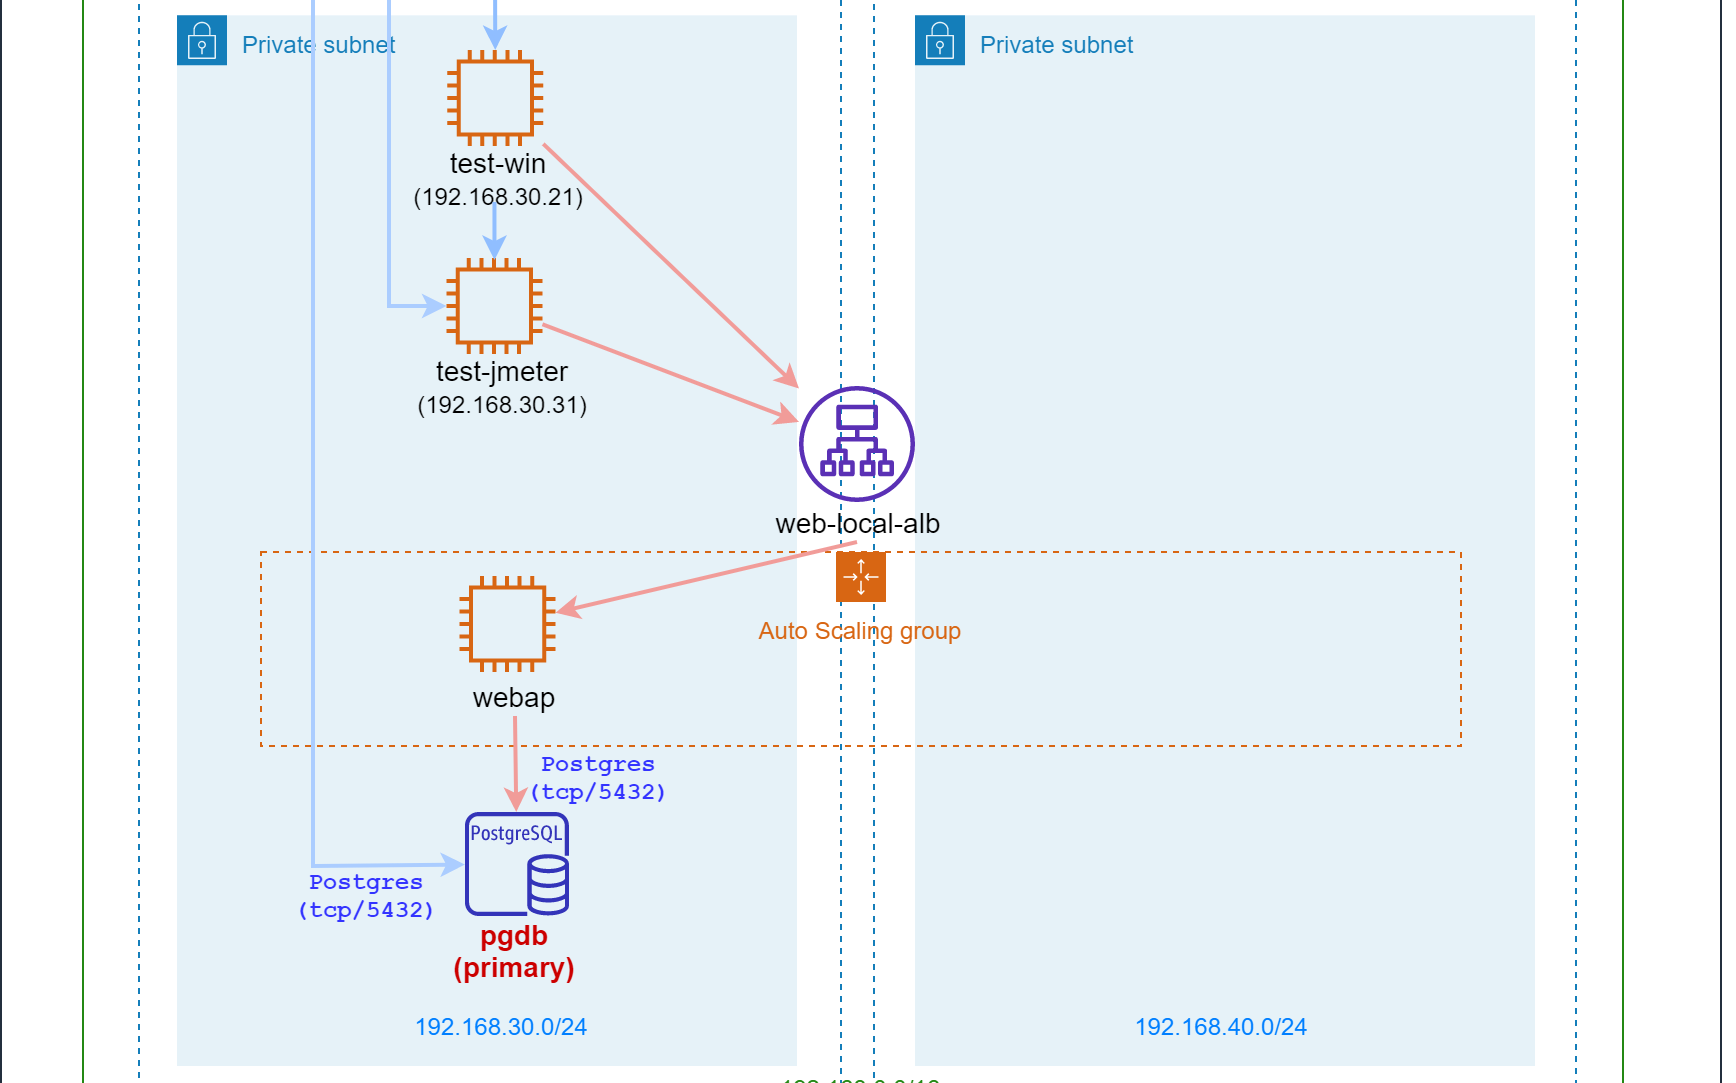 Private subnet
Private subnet
test-win
(192.168.30.21)
test-jmeter
(192.168.30.31)
web-local-alb
Auto Scaling group
webap
Postgres
(tcp/5432)
PostgreSQL
Postgres
(tcp/5432)
pgdb
(primary)
192.168.30.0/24
192.168.40.0/24